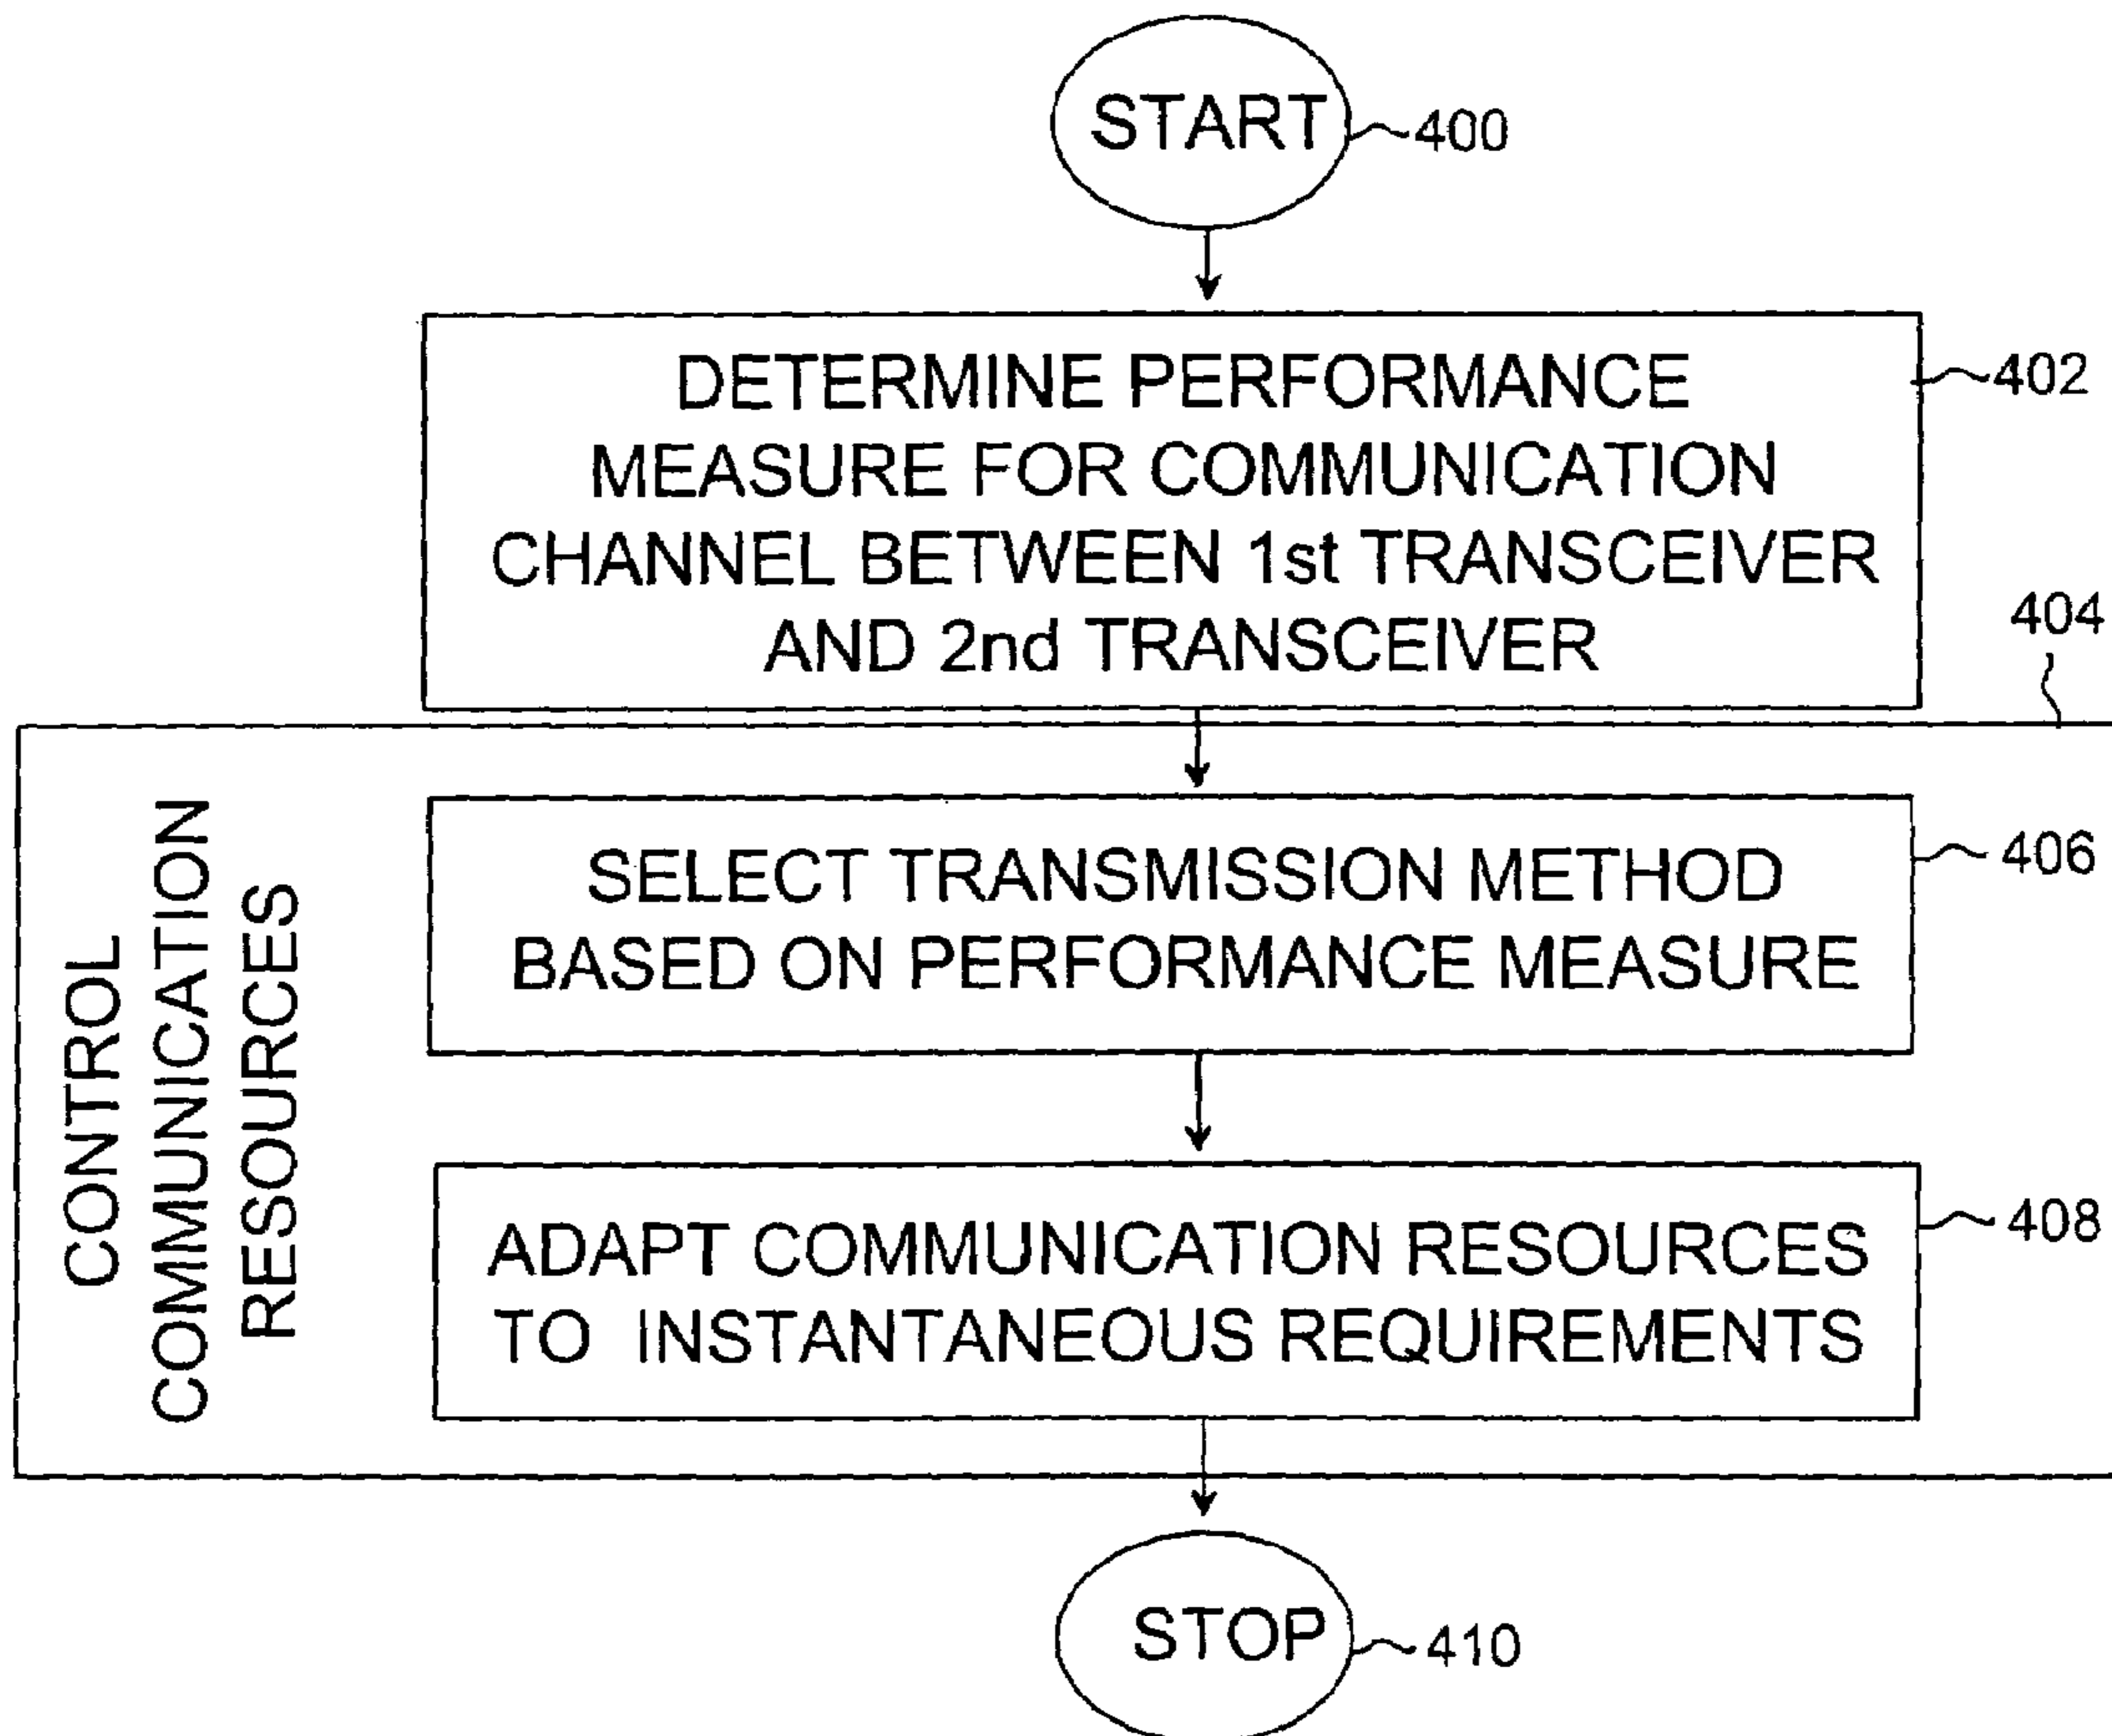 START
400
DETERMINE PERFORMANCE
MEASURE FOR COMMUNICATION
CHANNEL BETWEEN 1st TRANSCEIVER
AND 2nd TRANSCEIVER
402
404
CONTROL
COMMUNICATION
RESOURCES
SELECT TRANSMISSION METHOD
BASED ON PERFORMANCE MEASURE
406
ADAPT COMMUNICATION RESOURCES
TO INSTANTANEOUS REQUIREMENTS
408
STOP
410